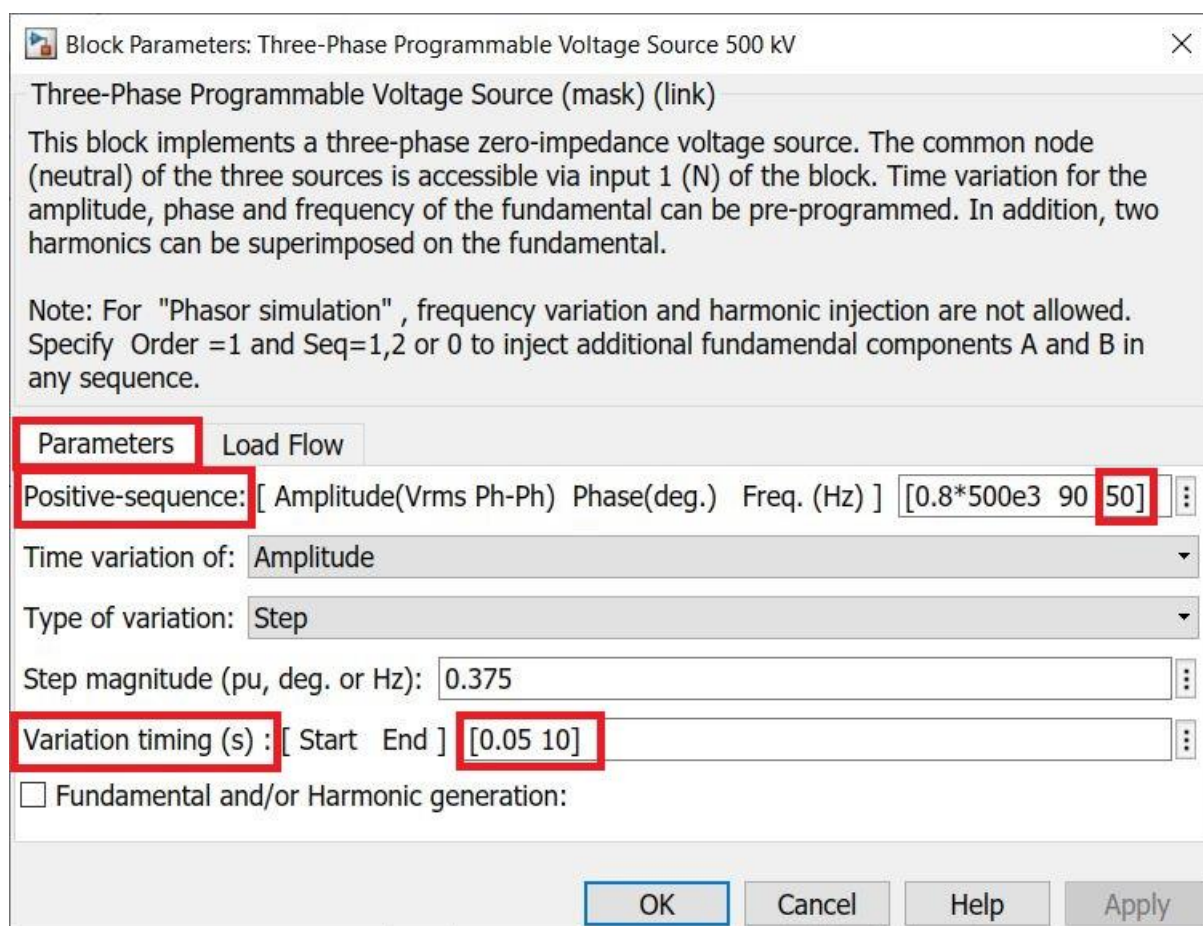 Block Parameters: Three-Phase Programmable Voltage Source 500 kV
Three-Phase Programmable Voltage Source (mask) (link)
This block implements a three-phase zero-impedance voltage source. The common node
(neutral) of the three sources is accessible via input 1 (N) of the block. Time variation for the
amplitude, phase and frequency of the fundamental can be pre-programmed. In addition, two
harmonics can be superimposed on the fundamental.
Note: For "Phasor simulation" , frequency variation and harmonic injection are not allowed.
Specify Order =1 and Seq=1,2 or 0 to inject additional fundamendal components A and B in
any sequence.
Parameters Load Flow
Positive-sequence: [ Amplitude(Vrms Ph-Ph) Phase(deg.) Freq. (Hz) ] [0.8*500e3 90 50]
Time variation of: Amplitude
Type of variation: Step
Step magnitude (pu, deg. or Hz): 0.375
Variation timing (s) : [ Start End ] [0.05 10]
Fundamental and/or Harmonic generation:
OK Cancel Help Apply